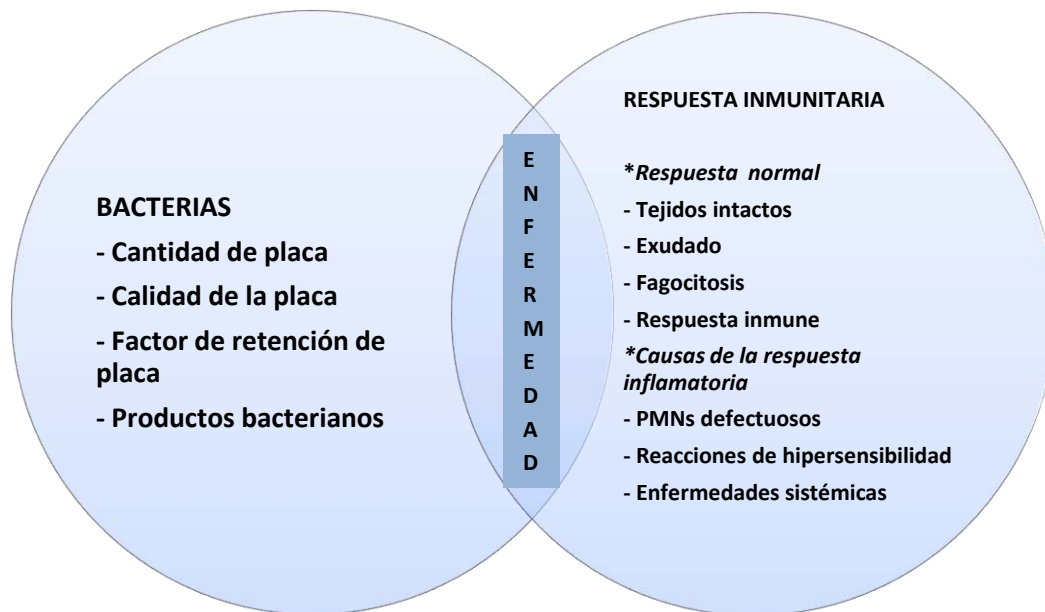 BACTERIAS
- Cantidad de placa
- Calidad de la placa
- Factor de retención de
placa
- Productos bacterianos
E
N
F
E
R
M
E
D
A
D
RESPUESTA INMUNITARIA
*Respuesta normal
- Tejidos intactos
- Exudado
- Fagocitosis
- Respuesta inmune
*Causas de la respuesta
inflamatoria
- PMNs defectuosos
- Reacciones de hipersensibilidad
- Enfermedades sistémicas